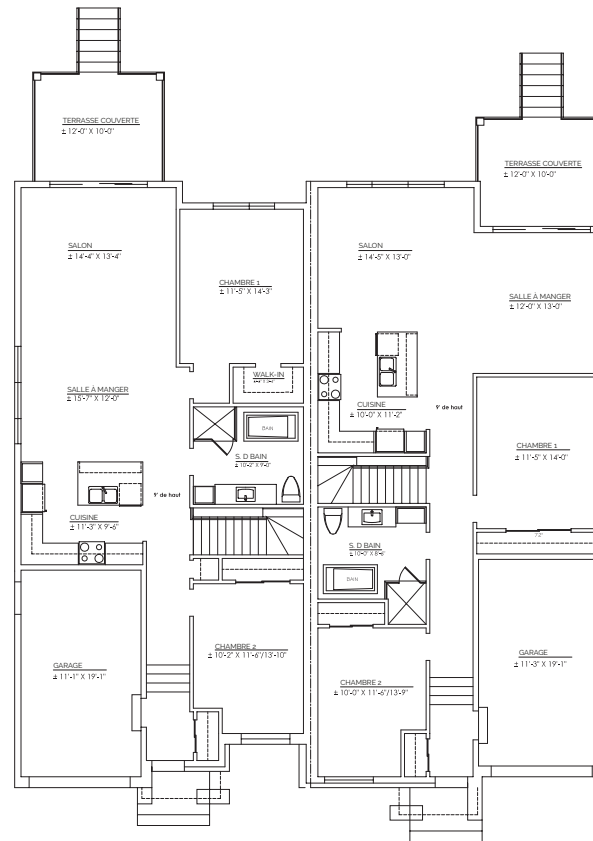 TERRASSE COUVERTE
± 12'-0" X 10'-0"
SALON
± 14'-4" X 13'-4"
CHAMBRE 1
± 11'-5" X 14'-3"
WALK-IN
SALLE À MANGER
± 15'-7" X 12'-0"
BAIN
S. D BAIN
± 10'-2" X 9'-0"
9' de haut
CUISINE
± 11'-3" X 9'-6"
CHAMBRE 2
± 10'-2" X 11'-6"/13'-10"
GARAGE
± 11'-1" X 19'-1"
TERRASSE COUVERTE
± 12'-0" X 10'-0"
SALON
± 14'-5" X 13'-0"
SALLE À MANGER
± 12'-0" X 13'-0"
CUISINE
± 10'-0" X 11'-2"
9' de haut
CHAMBRE 1
± 11'-5" X 14'-0"
S. D BAIN
± 10'-0" X 8'-6"
BAIN
GARAGE
± 11'-3" X 19'-1"
CHAMBRE 2
± 10'-0" X 11'-6"/13'-9"